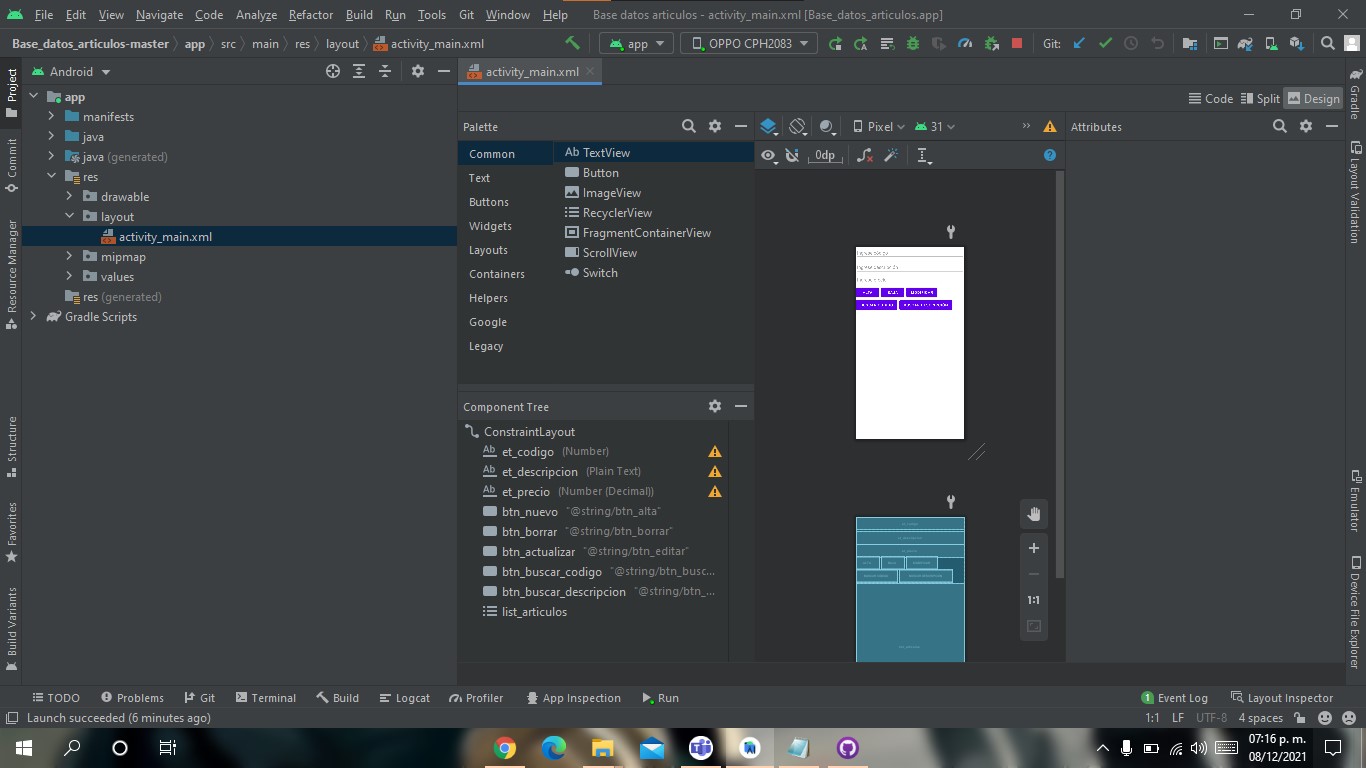 File Edit View Navigate Code Analyze Refactor Build Run Tools Git Window Help Base datos articulos - activity_main.xml [Base_datos_articulos.app]
Base_datos_articulos-master app src main res layout activity_main.xml app OPPO CPH2083 Git:
Project
Commit
Resource Manager
Structure
Favorites
Build Variants
Android
app
manifests
java
java (generated)
res
drawable
layout
activity_main.xml
mipmap
values
res (generated)
Gradle Scripts
activity_main.xml
Code Split Design
Palette
Common
Text
Buttons
Widgets
Layouts
Containers
Helpers
Google
Legacy
Ab TextView
Button
ImageView
RecyclerView
FragmentContainerView
ScrollView
Switch
Component Tree
ConstraintLayout
Ab et_codigo (Number)
Ab et_descripcion (Plain Text)
Ab et_precio (Number (Decimal))
btn_nuevo "@string/btn_alta"
btn_borrar "@string/btn_borrar"
btn_actualizar "@string/btn_editar"
btn_buscar_codigo "@string/btn_busc...
btn_buscar_descripcion "@string/btn_...
list_articulos
Pixel 31
0dp
1:1
Attributes
Gradle
Layout Validation
Emulator
Device File Explorer
TODO Problems Git Terminal Build Logcat Profiler App Inspection Run 1 Event Log Layout Inspector
Launch succeeded (6 minutes ago) 1:1 LF UTF-8 4 spaces
07:16 p. m.
08/12/2021